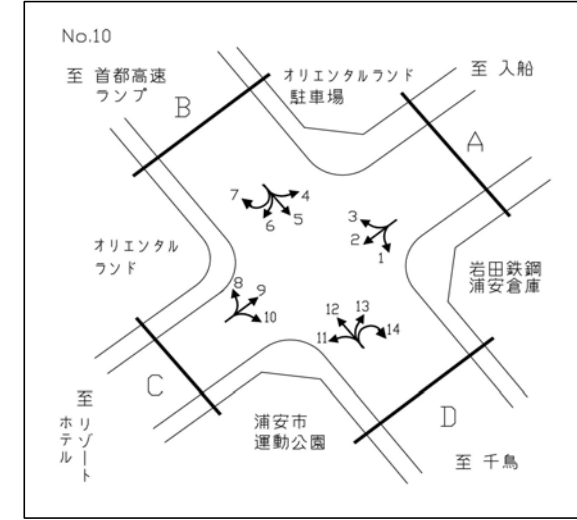 No.10
至 首都高速
ランプ
B
オリエンタルランド
駐車場
至 入船
A
7
4
6
5
3
2
1
オリエンタル
ランド
岩田鉄鋼
浦安倉庫
8
9
10
12
13
11
14
C
D
至
リゾート
ホテル
浦安市
運動公園
至 千鳥